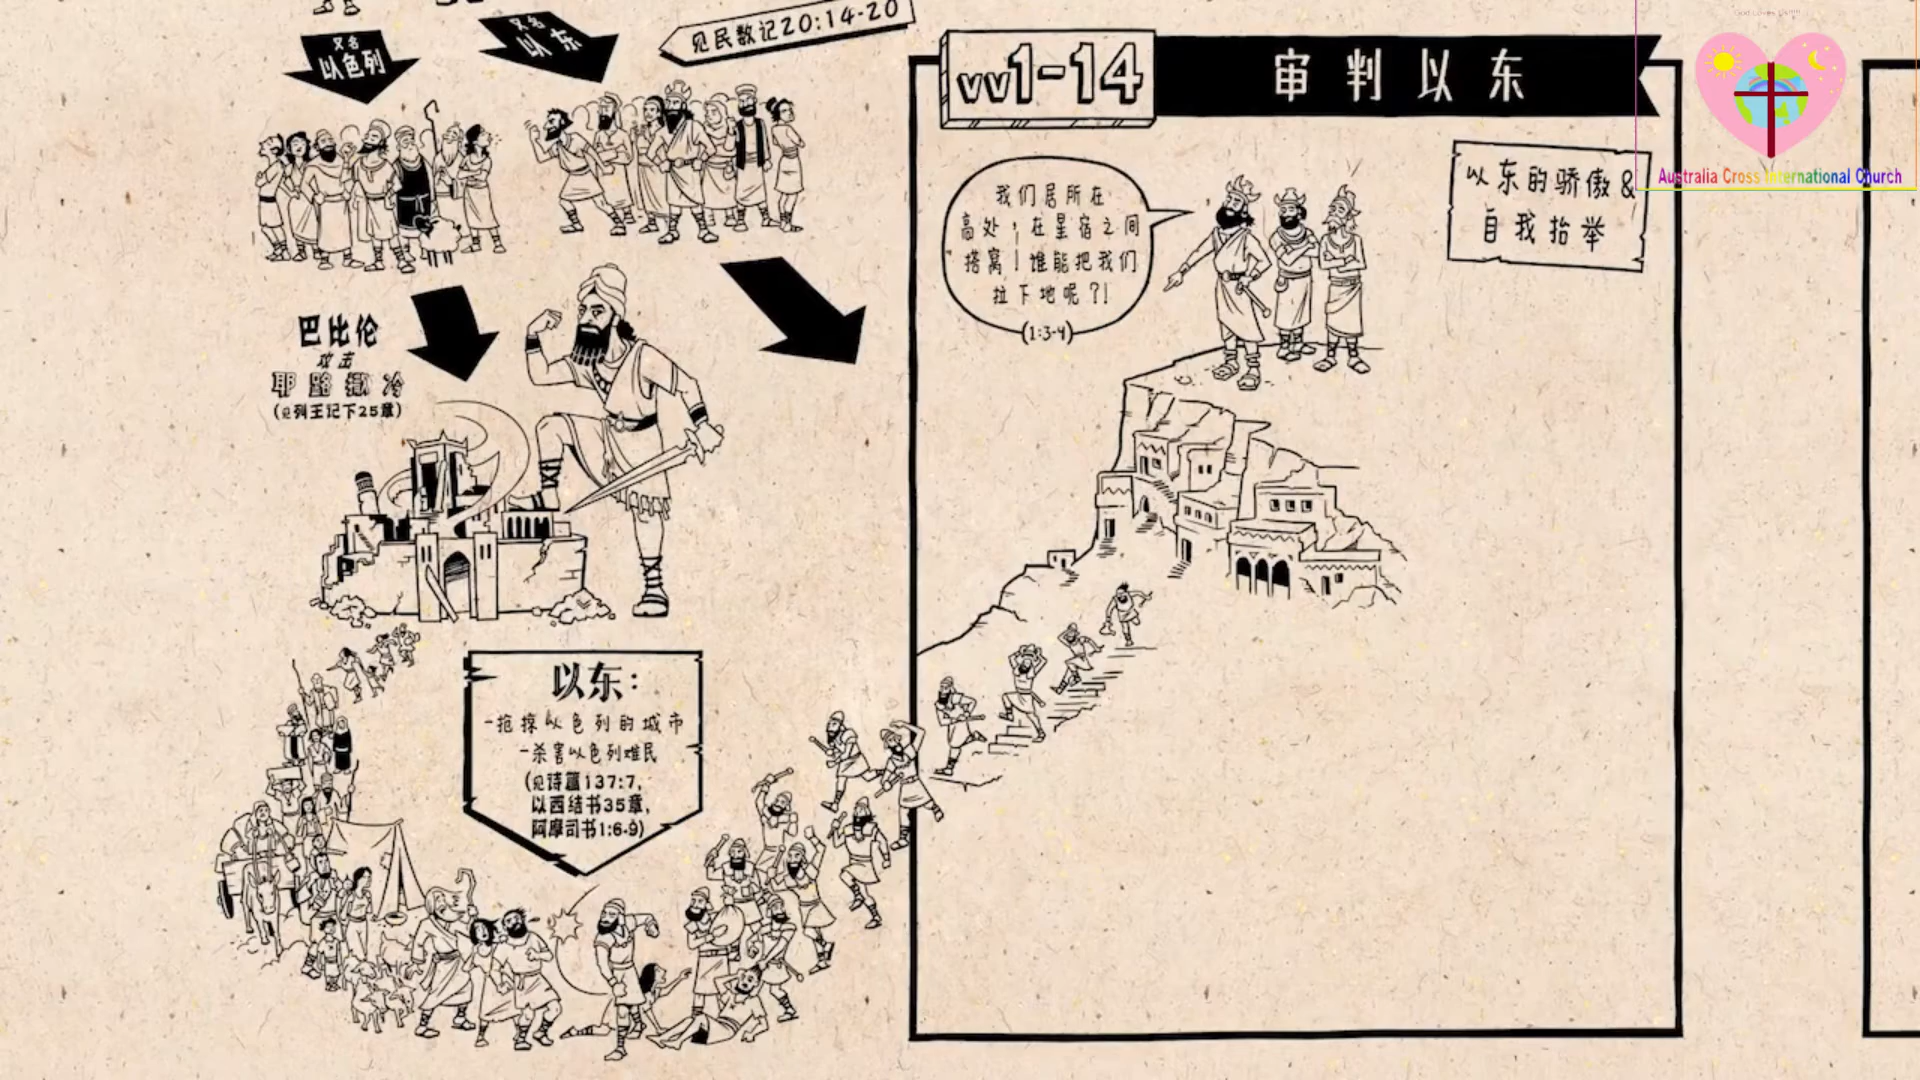 又名
以色列
又名
以东
见民数记20:14-20
巴比伦
攻击
耶路撒冷
(见列王记下25章)
以东:
-抢掠以色列的城市
-杀害以色列难民
(见诗篇137:7,
以西结书35章,
阿摩司书1:6-9)
vv1-14
审判以东
我们居所在
高处,在星宿之间
搭窝!谁能把我们
拉下地呢?!
(1:3-4)
以东的骄傲&
自我抬举
Australia Cross International Church